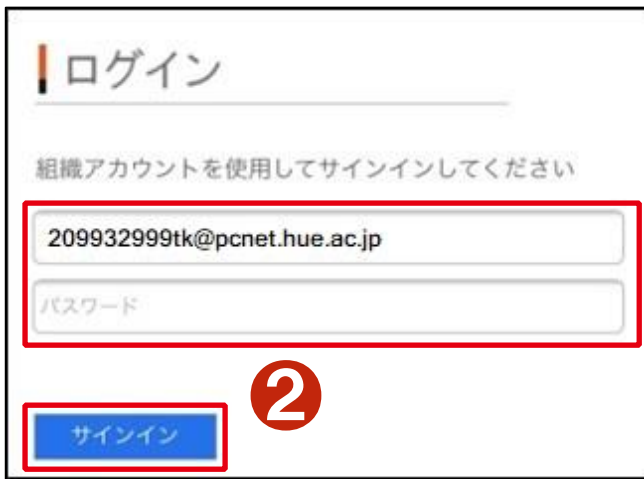 ログイン
組織アカウントを使用してサインインしてください
209932999tk@pcnet.hue.ac.jp
パスワード
2
サインイン